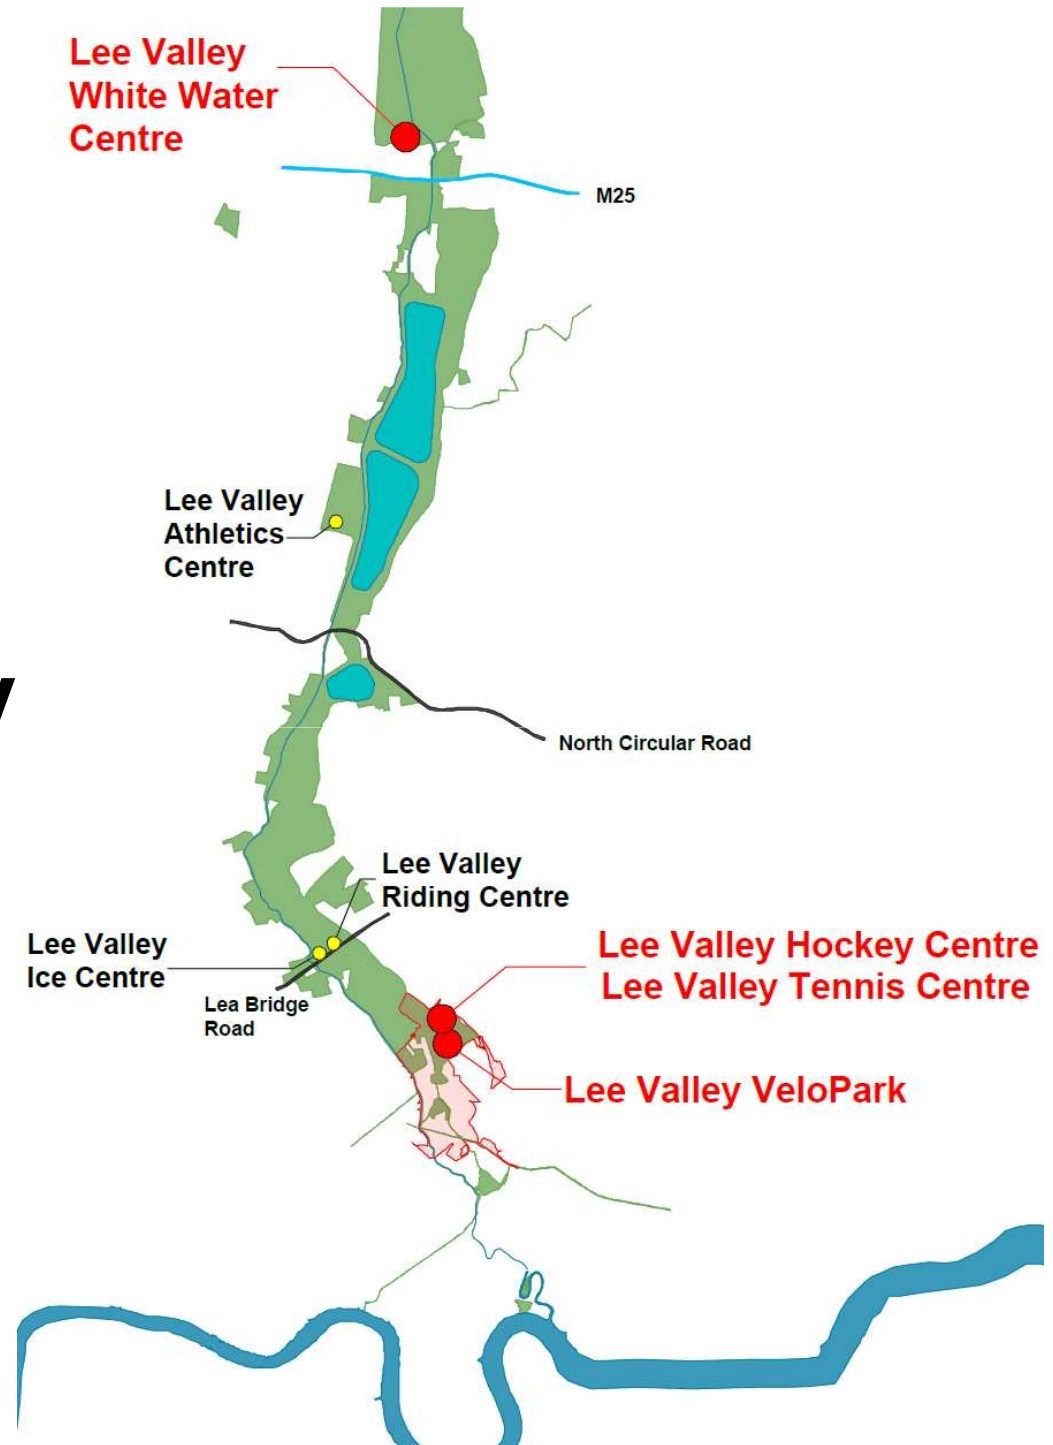 Lee Valley
White Water
Centre
M25
Lee Valley
Athletics
Centre
North Circular Road
Lee Valley
Riding Centre
Lee Valley
Ice Centre
Lea Bridge
Road
Lee Valley Hockey Centre
Lee Valley Tennis Centre
Lee Valley VeloPark